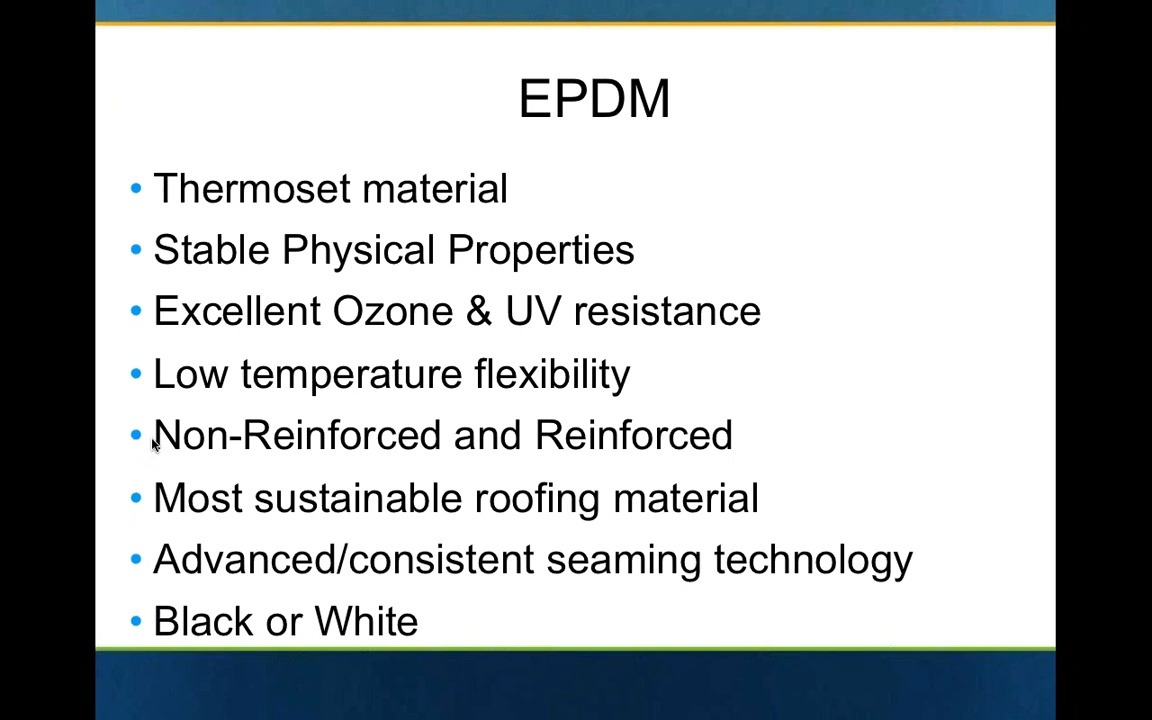 EPDM
• Thermoset material
• Stable Physical Properties
• Excellent Ozone & UV resistance
• Low temperature flexibility
• Non-Reinforced and Reinforced
• Most sustainable roofing material
• Advanced/consistent seaming technology
• Black or White